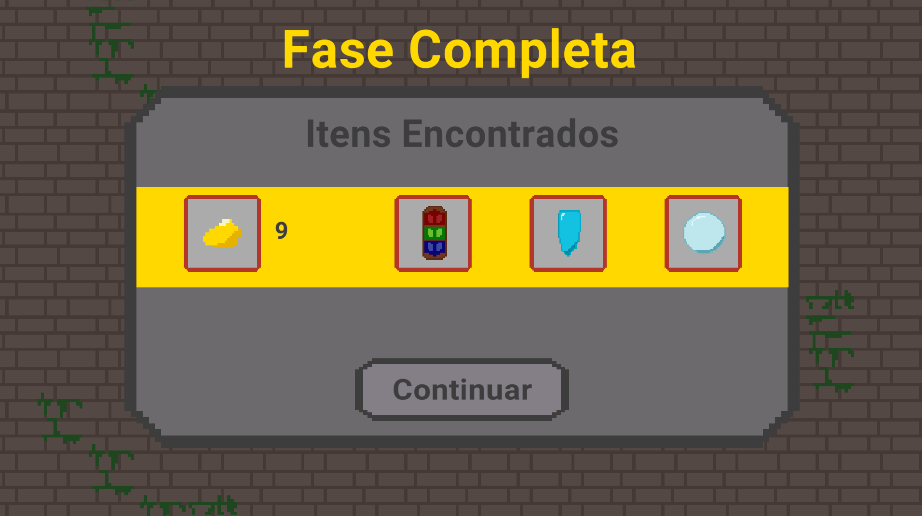 Fase Completa
Itens Encontrados
9
Continuar